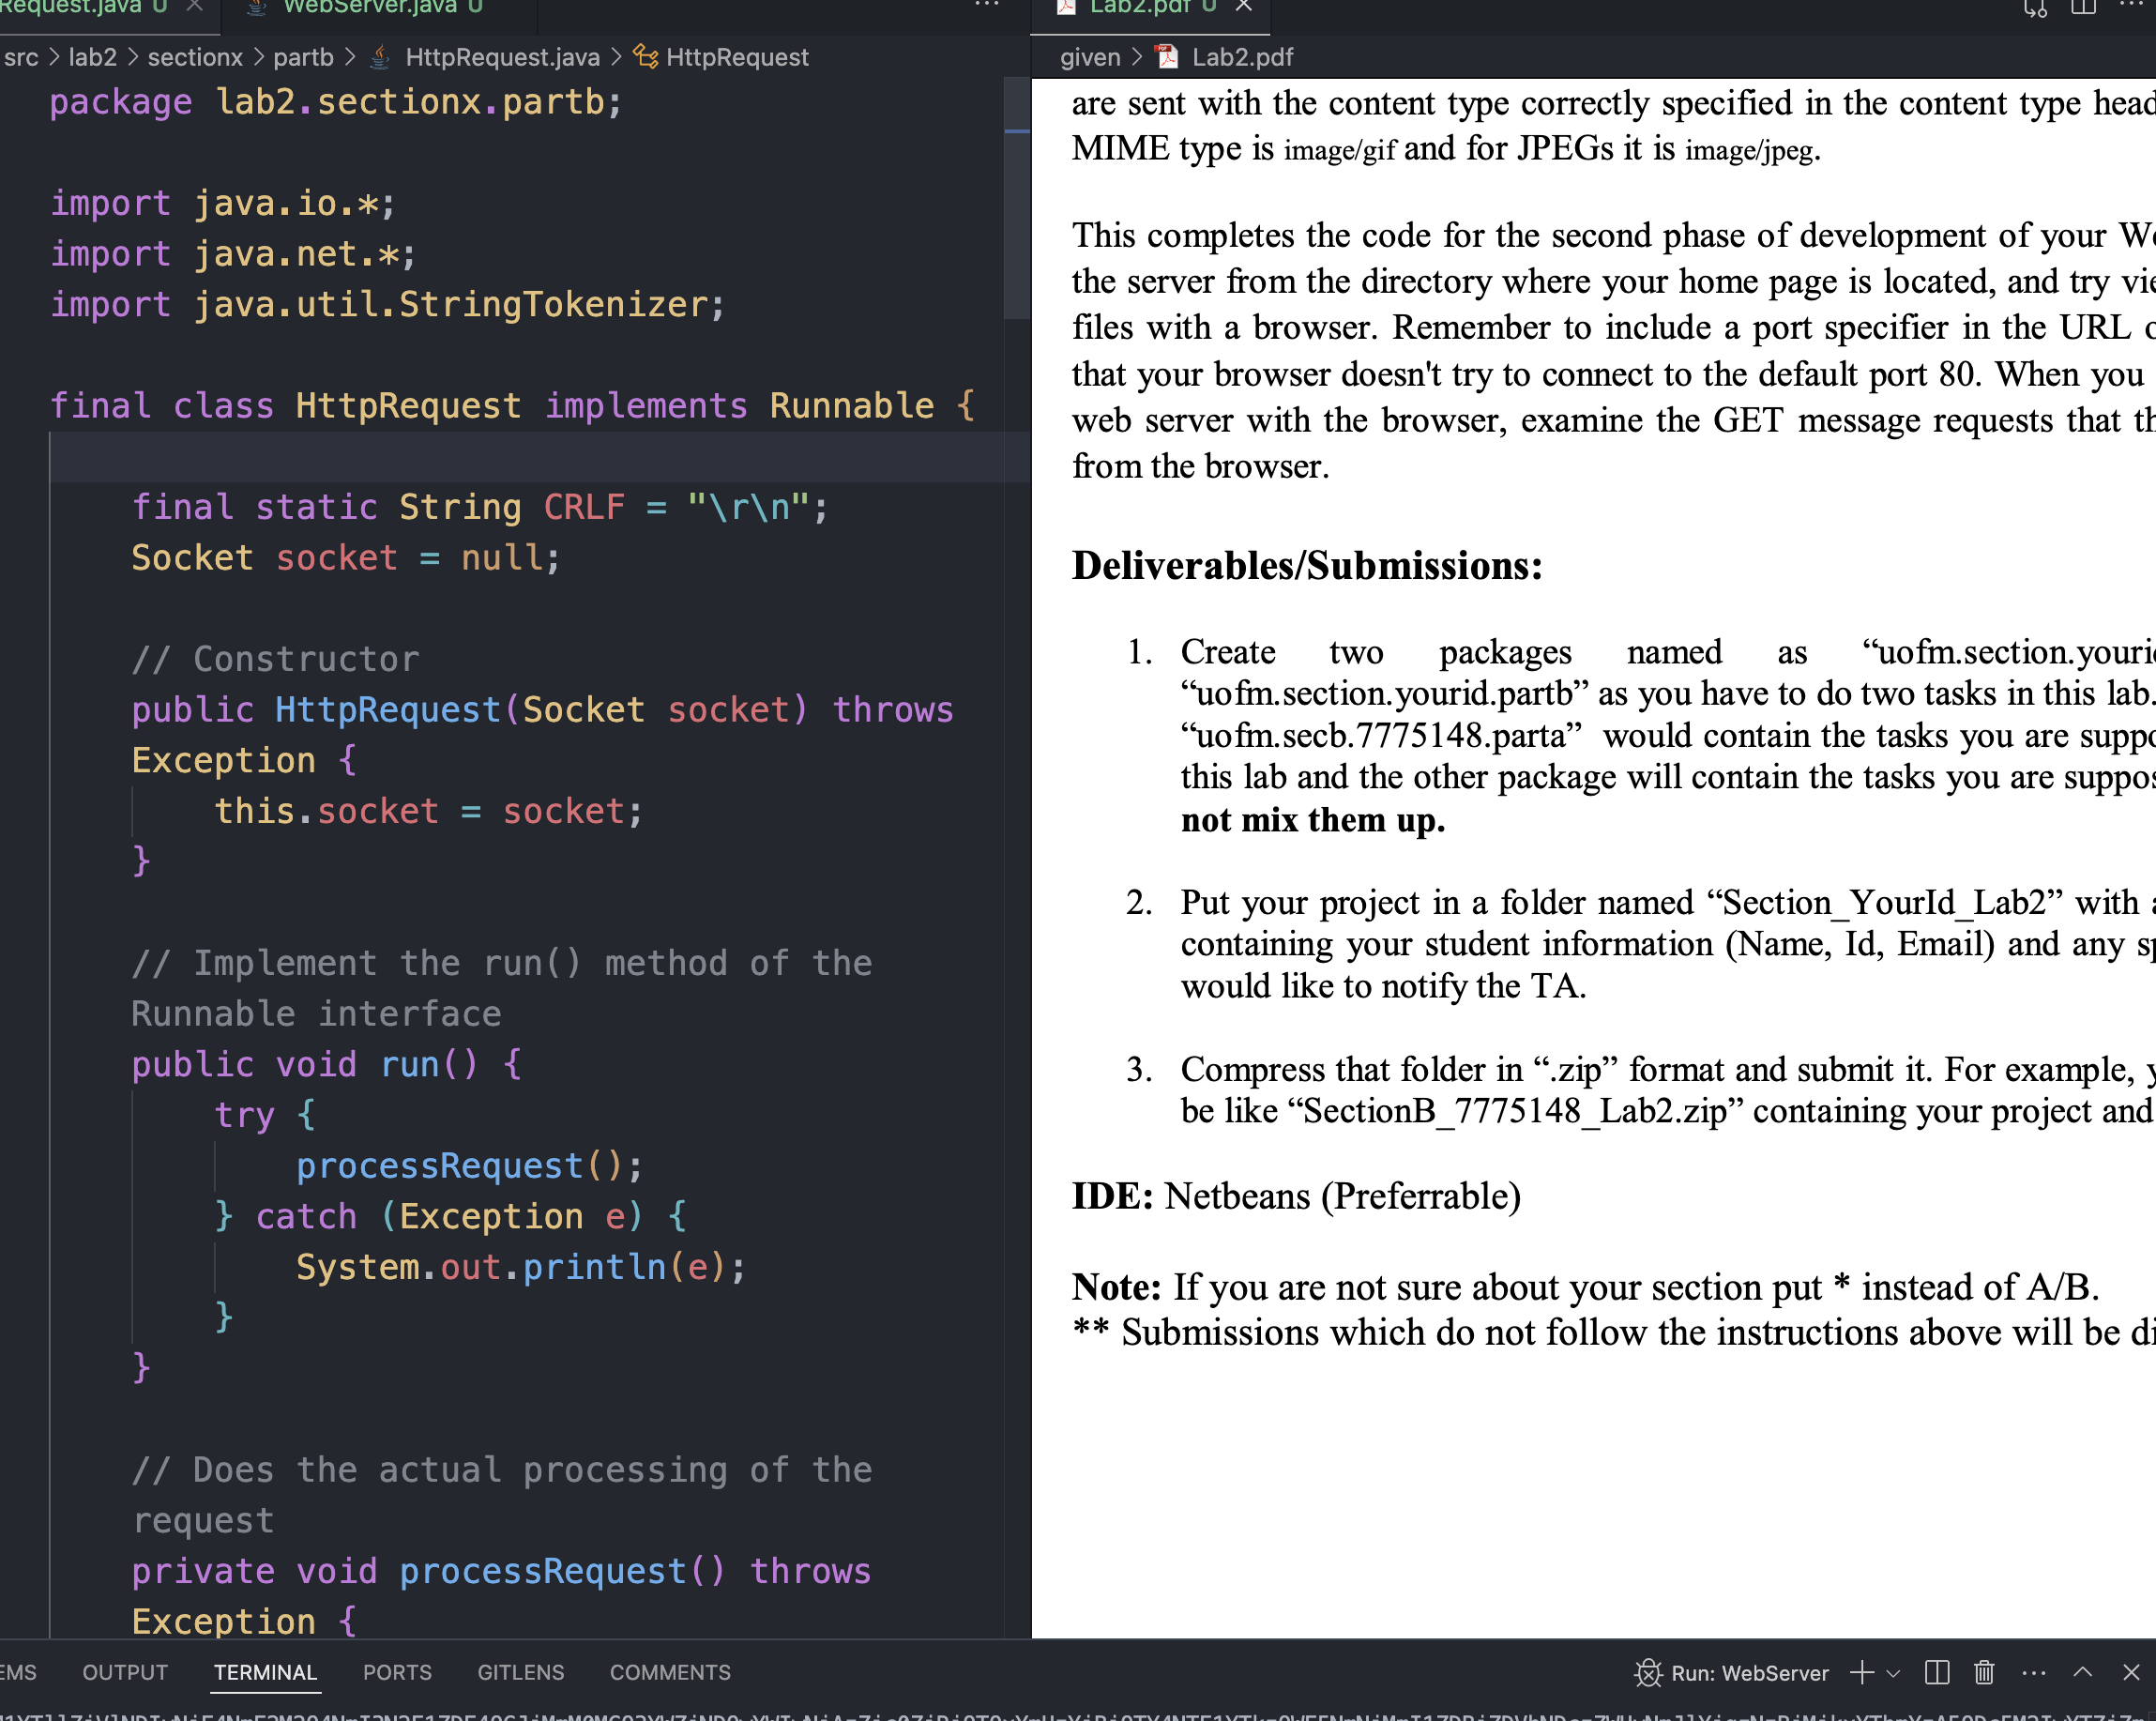 Request.java U
WebServer.java U
Lab2.pdf U
src > lab2 > sectionx > partb > HttpRequest.java > HttpRequest
given > Lab2.pdf
package lab2.sectionx.partb;
import java.io.*;
import java.net.*;
import java.util.StringTokenizer;
final class HttpRequest implements Runnable {
final static String CRLF = "\r\n";
Socket socket = null;
// Constructor
public HttpRequest(Socket socket) throws
Exception {
this.socket = socket;
}
// Implement the run() method of the
Runnable interface
public void run() {
try {
processRequest();
} catch (Exception e) {
System.out.println(e);
}
}
// Does the actual processing of the
request
private void processRequest() throws
Exception {
are sent with the content type correctly specified in the content type
MIME type is image/gif and for JPEGs it is image/jpeg.
This completes the code for the second phase of development of your
the server from the directory where your home page is located, and try
files with a browser. Remember to include a port specifier in the URL
that your browser doesn't try to connect to the default port 80. When you
web server with the browser, examine the GET message requests that
from the browser.
Deliverables/Submissions:
1. Create two packages named as “uofm.section.yourid
“uofm.section.yourid.partb” as you have to do two tasks in this lab.
“uofm.secb.7775148.parta” would contain the tasks you are
this lab and the other package will contain the tasks you are
not mix them up.
2. Put your project in a folder named “Section_YourId_Lab2” with
containing your student information (Name, Id, Email) and any
would like to notify the TA.
3. Compress that folder in “.zip” format and submit it. For example,
be like “SectionB_7775148_Lab2.zip” containing your project and
IDE: Netbeans (Preferrable)
Note: If you are not sure about your section put * instead of A/B.
** Submissions which do not follow the instructions above will be
EMS OUTPUT TERMINAL PORTS GITLENS COMMENTS
Run: WebServer